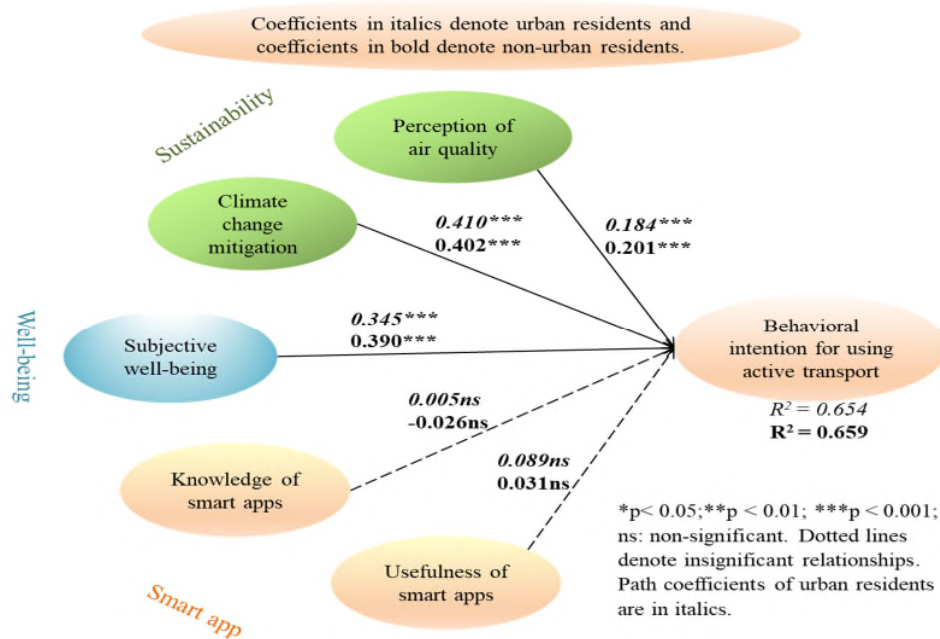 Coefficients in italics denote urban residents and
coefficients in bold denote non-urban residents.
Sustainability
Perception of
air quality
Climate
change
mitigation
0.410***
0.402***
0.184***
0.201***
Well-being
Subjective
well-being
0.345***
0.390***
Behavioral
intention for using
active transport
R² = 0.654
R² = 0.659
0.005ns
-0.026ns
Knowledge of
smart apps
0.089ns
0.031ns
Usefulness of
smart apps
Smart app
*p< 0.05;**p < 0.01; ***p < 0.001;
ns: non-significant. Dotted lines
denote insignificant relationships.
Path coefficients of urban residents
are in italics.